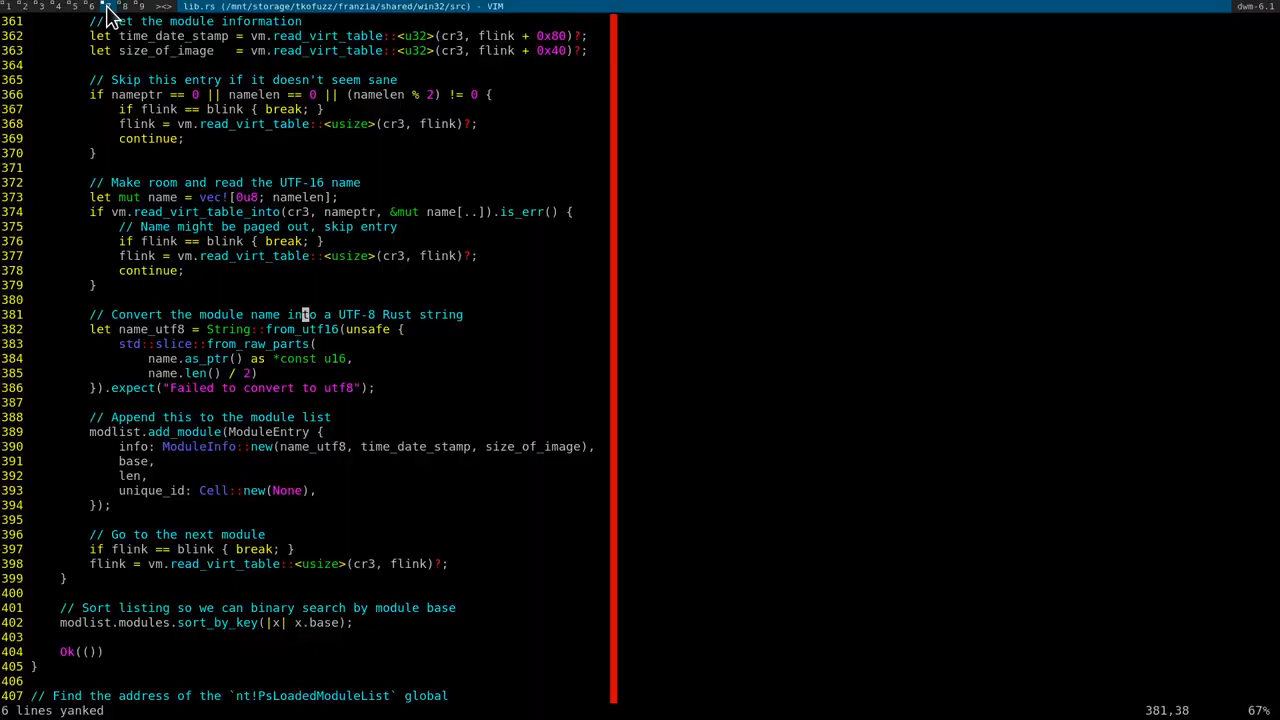 1 2 3 4 5 6 7 8 9 ><> lib.rs (/mnt/storage/tkofuzz/franzia/shared/win32/src) - VIM dwm-6.1
361 // the module information
362 let time_date_stamp = vm.read_virt_table::<u32>(cr3, flink + 0x80)?;
363 let size_of_image   = vm.read_virt_table::<u32>(cr3, flink + 0x40)?;
364
365 // Skip this entry if it doesn't seem sane
366 if nameptr == 0 || namelen == 0 || (namelen % 2) != 0 {
367 if flink == blink { break; }
368 flink = vm.read_virt_table::<usize>(cr3, flink)?;
369 continue;
370 }
371
372 // Make room and read the UTF-16 name
373 let mut name = vec![0u8; namelen];
374 if vm.read_virt_table_into(cr3, nameptr, &mut name[..]).is_err() {
375 // Name might be paged out, skip entry
376 if flink == blink { break; }
377 flink = vm.read_virt_table::<usize>(cr3, flink)?;
378 continue;
379 }
380
381 // Convert the module name into a UTF-8 Rust string
382 let name_utf8 = String::from_utf16(unsafe {
383 std::slice::from_raw_parts(
384 name.as_ptr() as *const u16,
385 name.len() / 2)
386 }).expect("Failed to convert to utf8");
387
388 // Append this to the module list
389 modlist.add_module(ModuleEntry {
390 info: ModuleInfo::new(name_utf8, time_date_stamp, size_of_image),
391 base,
392 len,
393 unique_id: Cell::new(None),
394 });
395
396 // Go to the next module
397 if flink == blink { break; }
398 flink = vm.read_virt_table::<usize>(cr3, flink)?;
399 }
400
401 // Sort listing so we can binary search by module base
402 modlist.modules.sort_by_key(|x| x.base);
403
404 Ok(())
405 }
406
407 // Find the address of the `nt!PsLoadedModuleList` global
6 lines yanked 381,38 67%